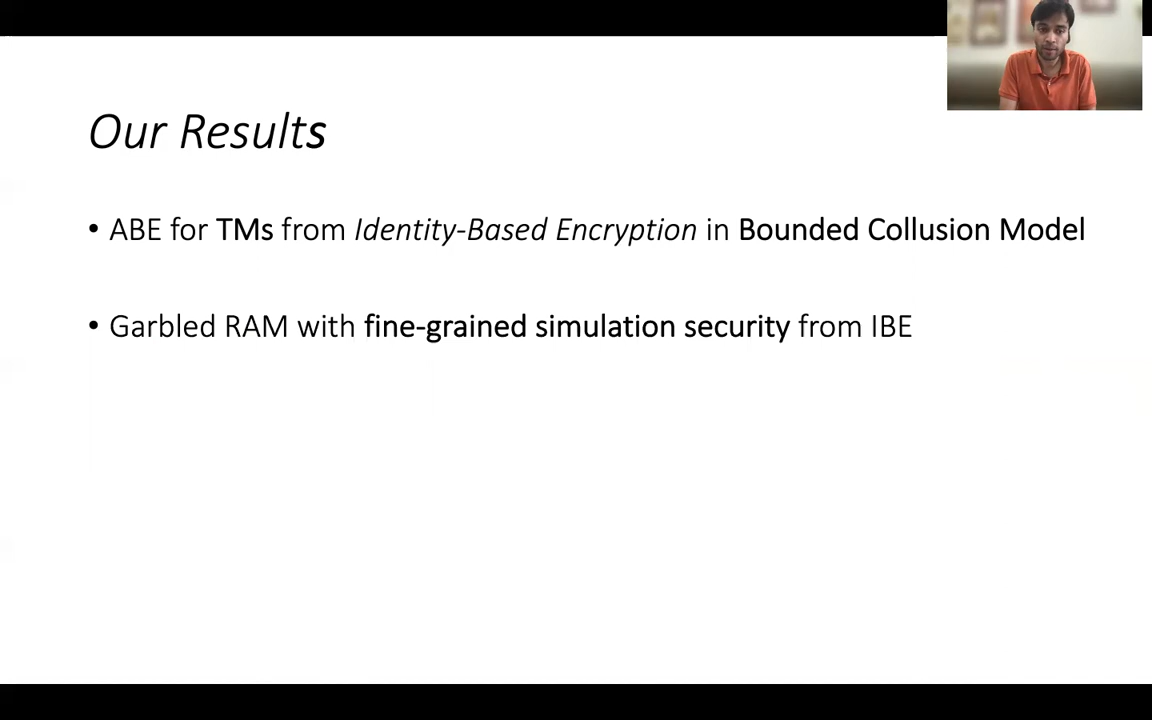 Our Results
• ABE for TMs from Identity-Based Encryption in Bounded Collusion Model
• Garbled RAM with fine-grained simulation security from IBE